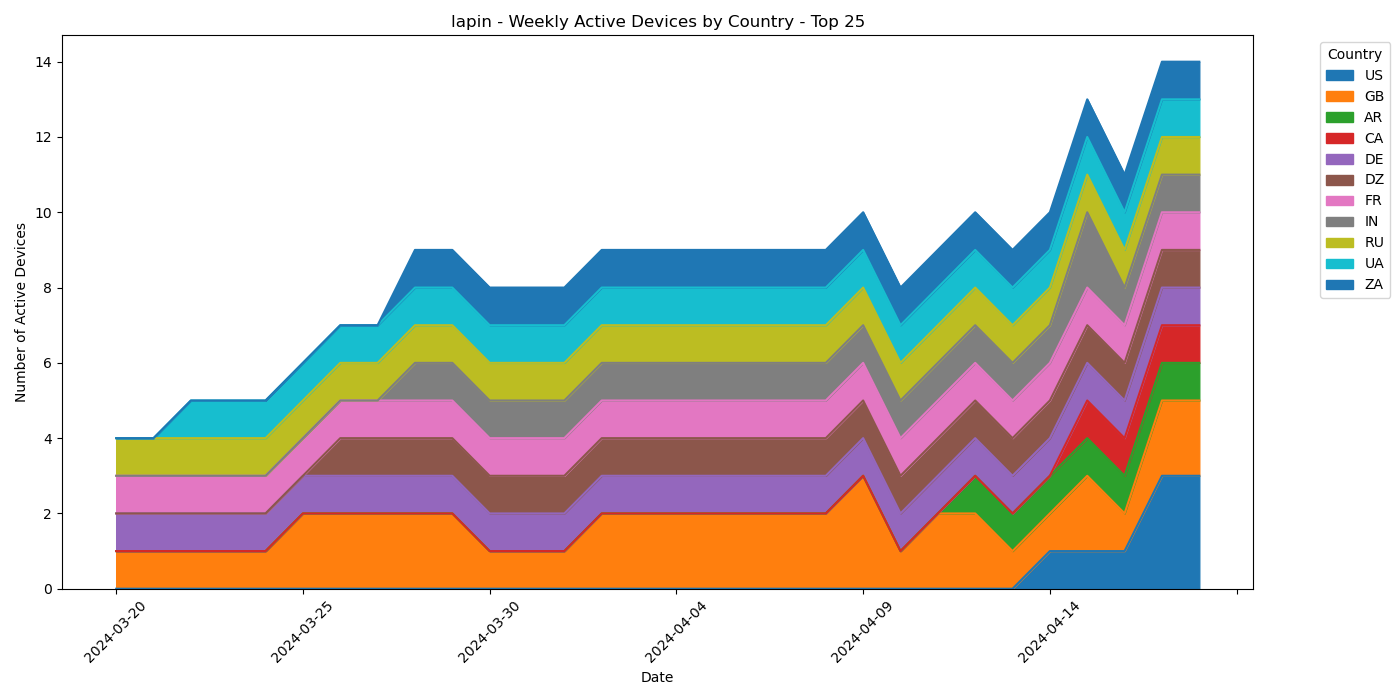 lapin - Weekly Active Devices by Country - Top 25
Number of Active Devices
14
12
10
8
6
4
2
0
2024-03-20
2024-03-25
2024-03-30
2024-04-04
2024-04-09
2024-04-14
Date
Country
US
GB
AR
CA
DE
DZ
FR
IN
RU
UA
ZA